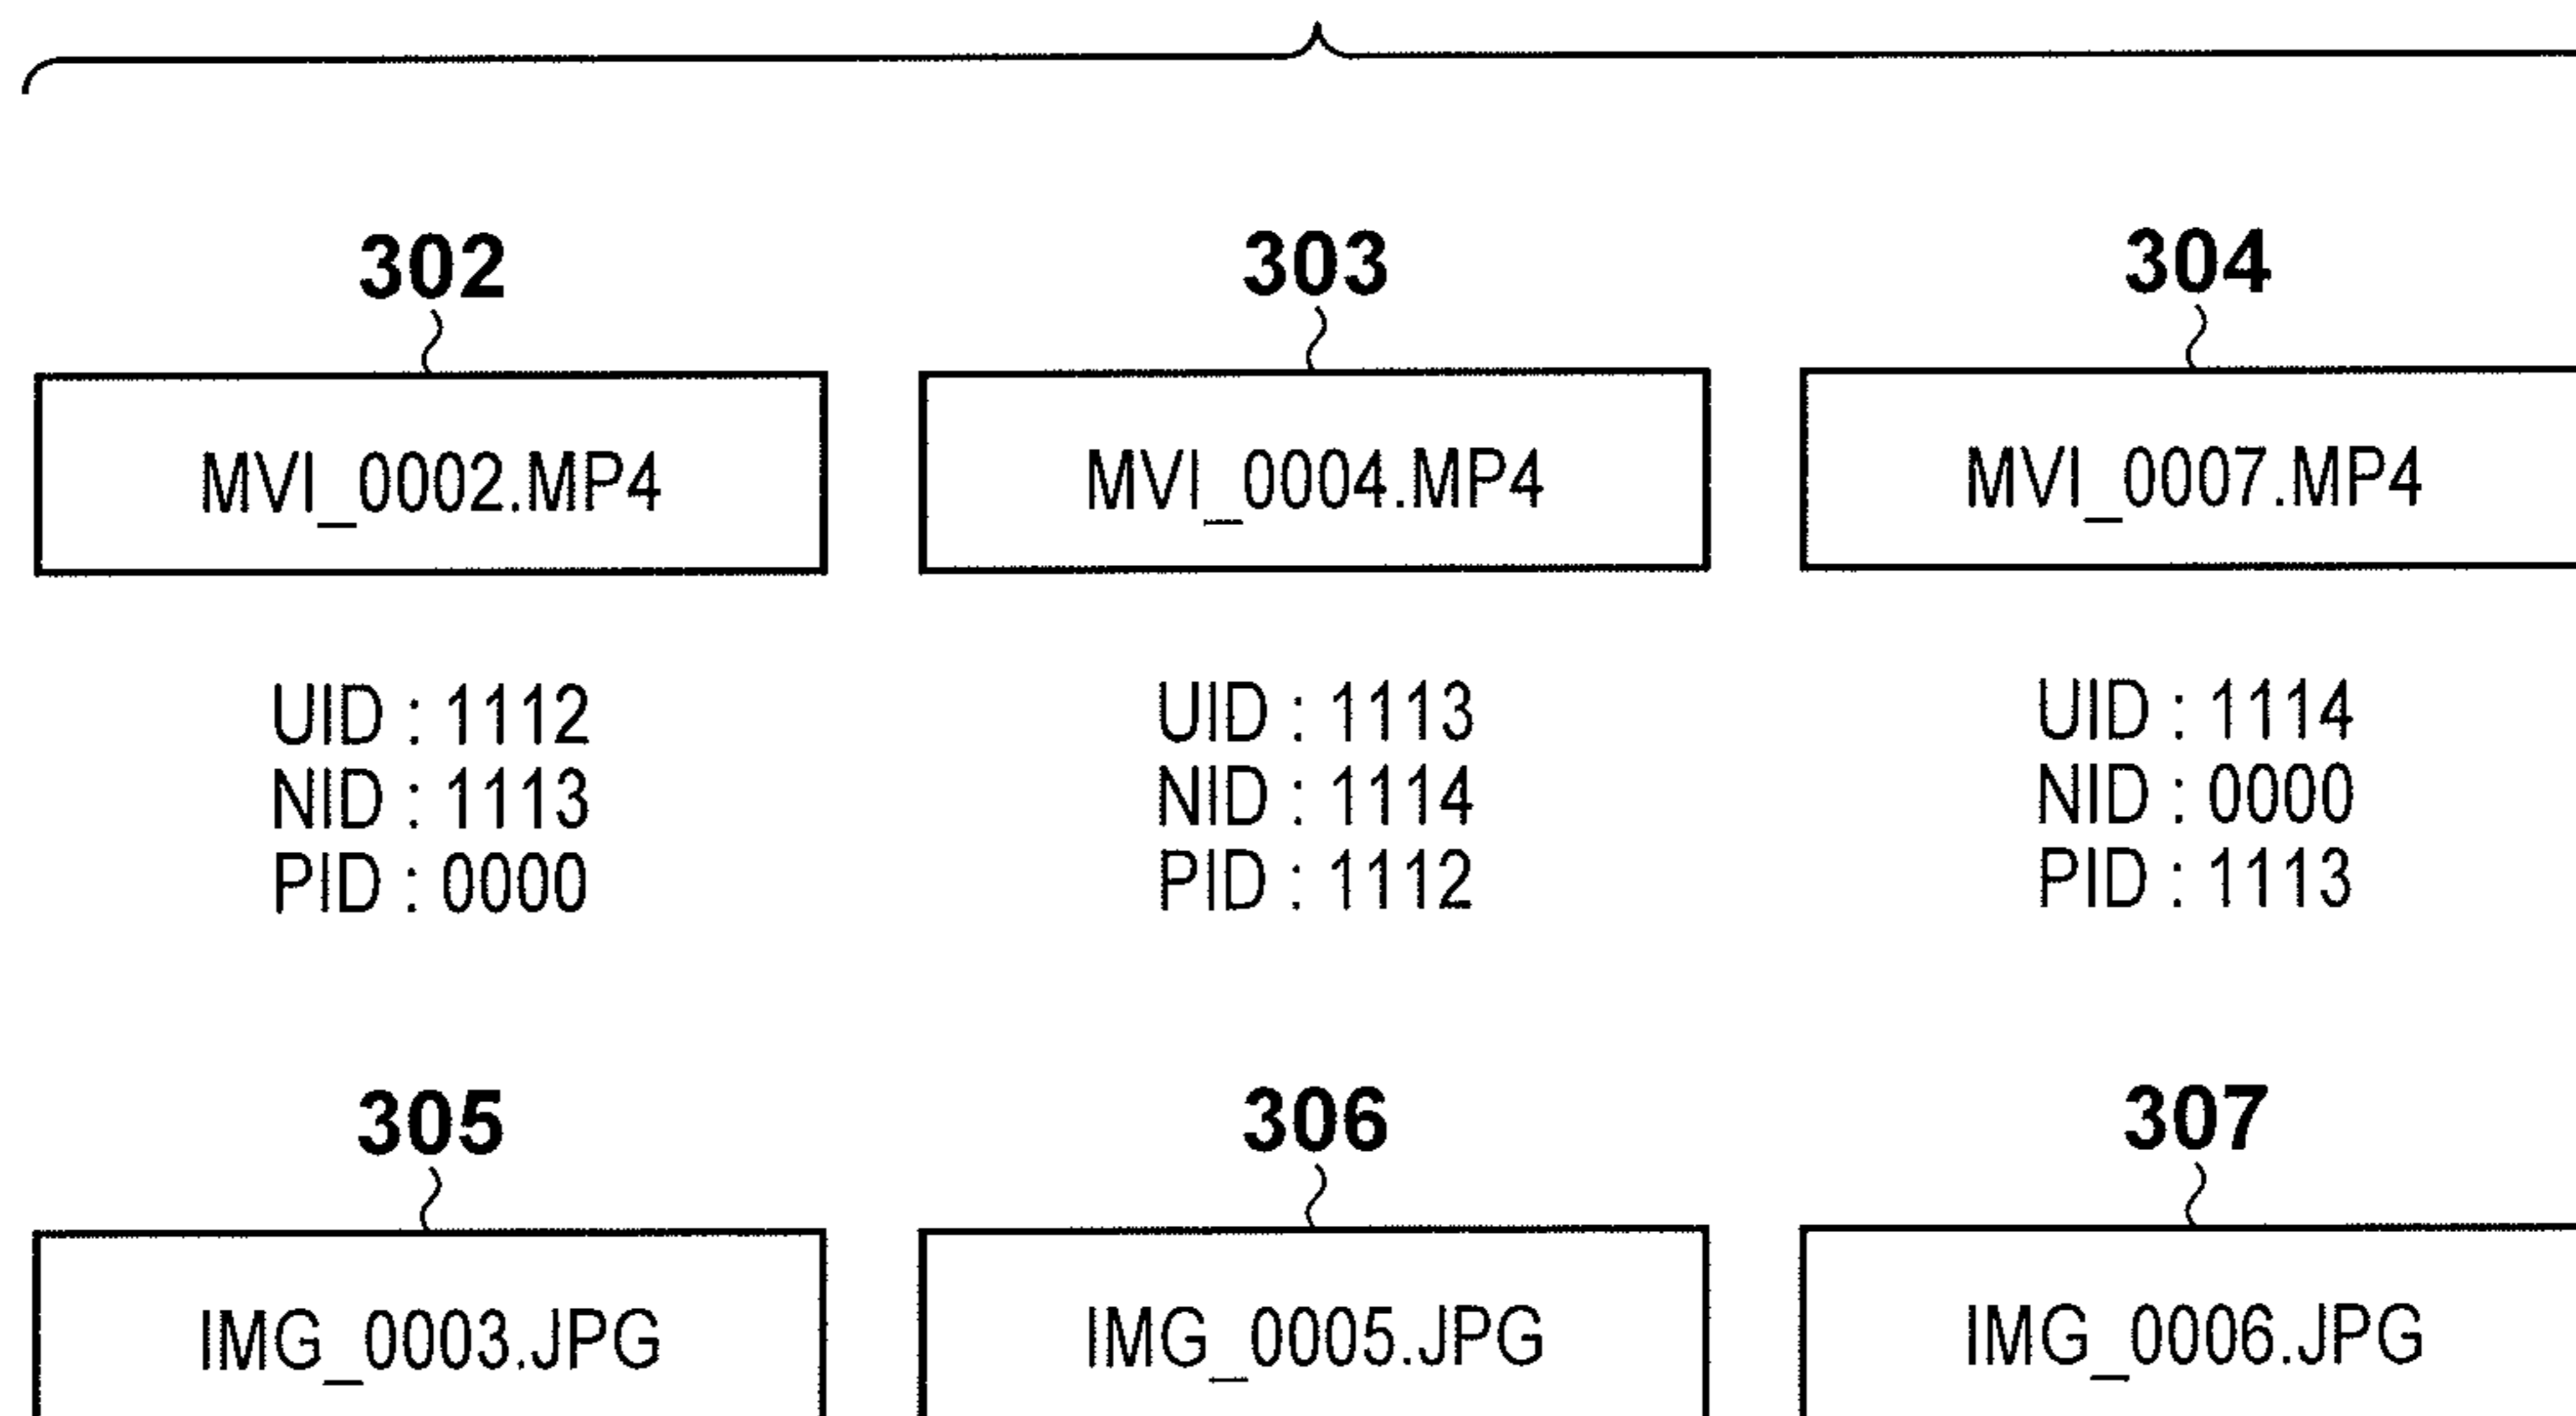 302 303 304
MVI_0002.MP4 MVI_0004.MP4 MVI_0007.MP4
UID : 1112 UID : 1113 UID : 1114
NID : 1113 NID : 1114 NID : 0000
PID : 0000 PID : 1112 PID : 1113
305 306 307
IMG_0003.JPG IMG_0005.JPG IMG_0006.JPG